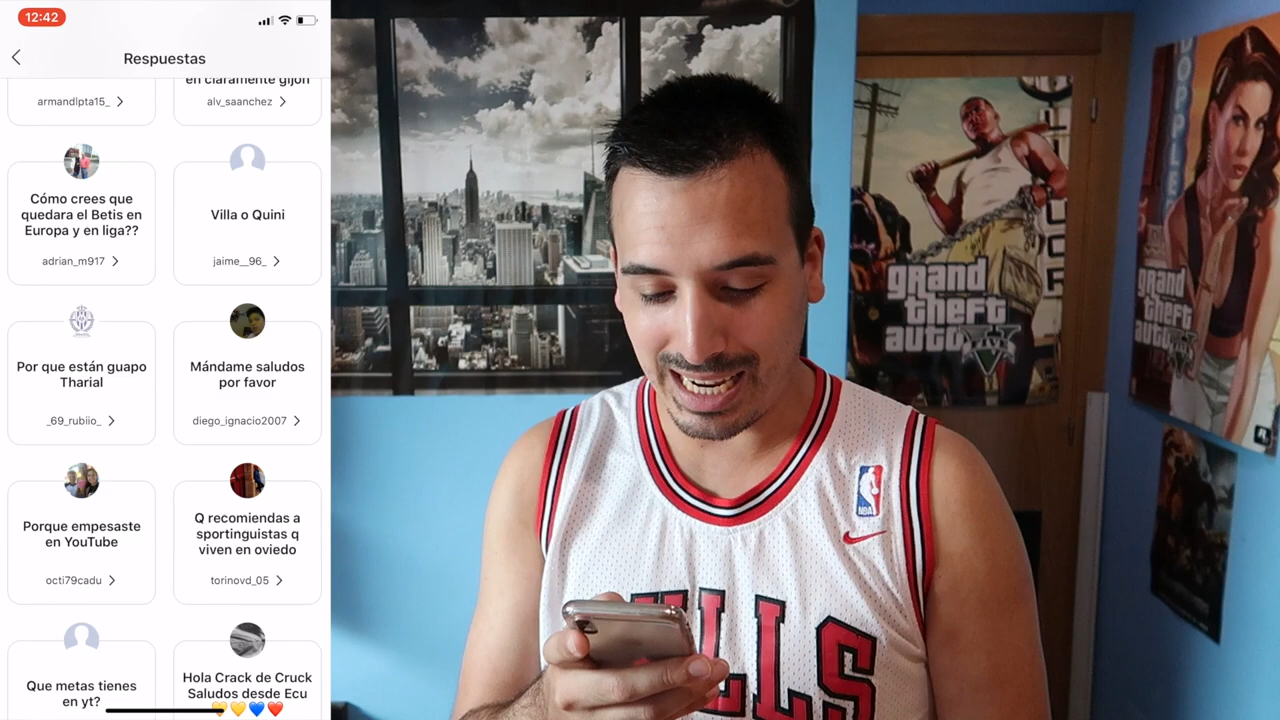 12:42
Respuestas
en claramente gijon
armandlpta15_
alv_saanchez
Cómo crees que
quedara el Betis en
Europa y en liga??
adrian_m917
Villa o Quini
jaime__96_
Por que están guapo
Tharial
_69_rubiio_
Mándame saludos
por favor
diego_ignacio2007
Porque empesaste
en YouTube
octi79cadu
Q recomiendas a
sportinguistas q
viven en oviedo
torinovd_05
Que metas tienes
en yt?
Hola Crack de Cruck
Saludos desde Ecu
grand
theft
auto
V
FIVE
grand
theft
auto
NBA
BULLS